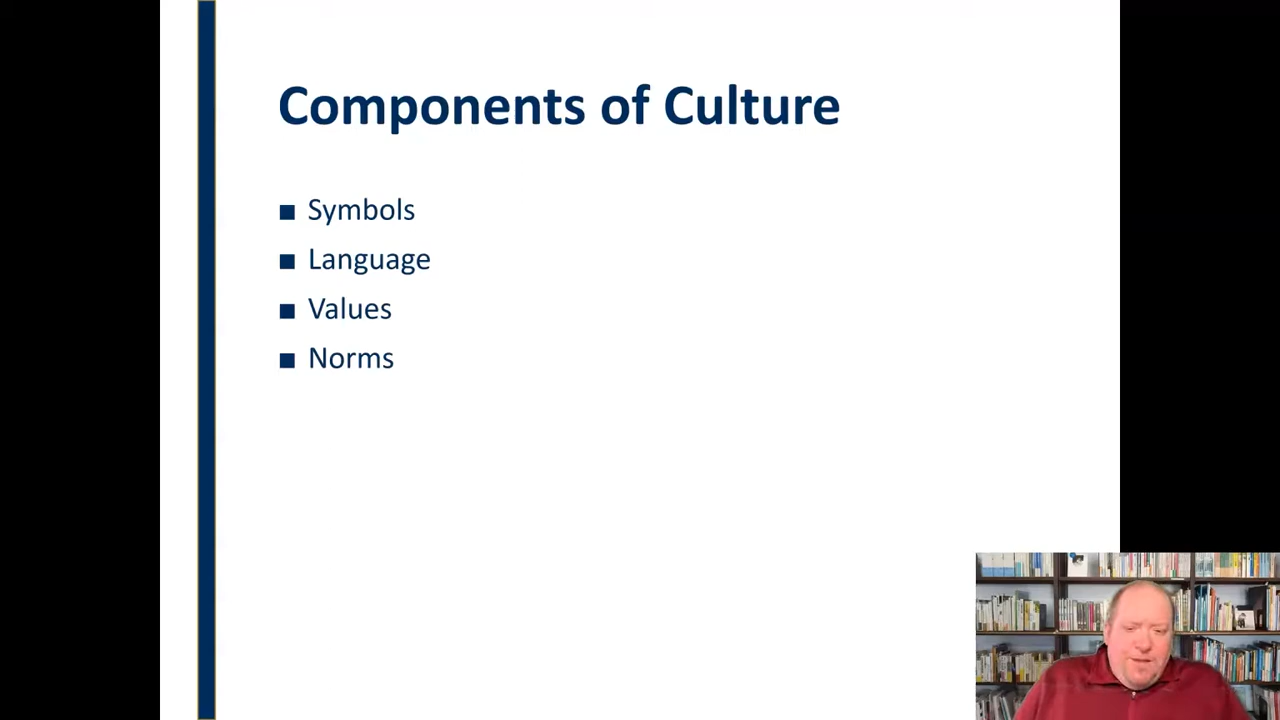 Components of Culture
Symbols
Language
Values
Norms